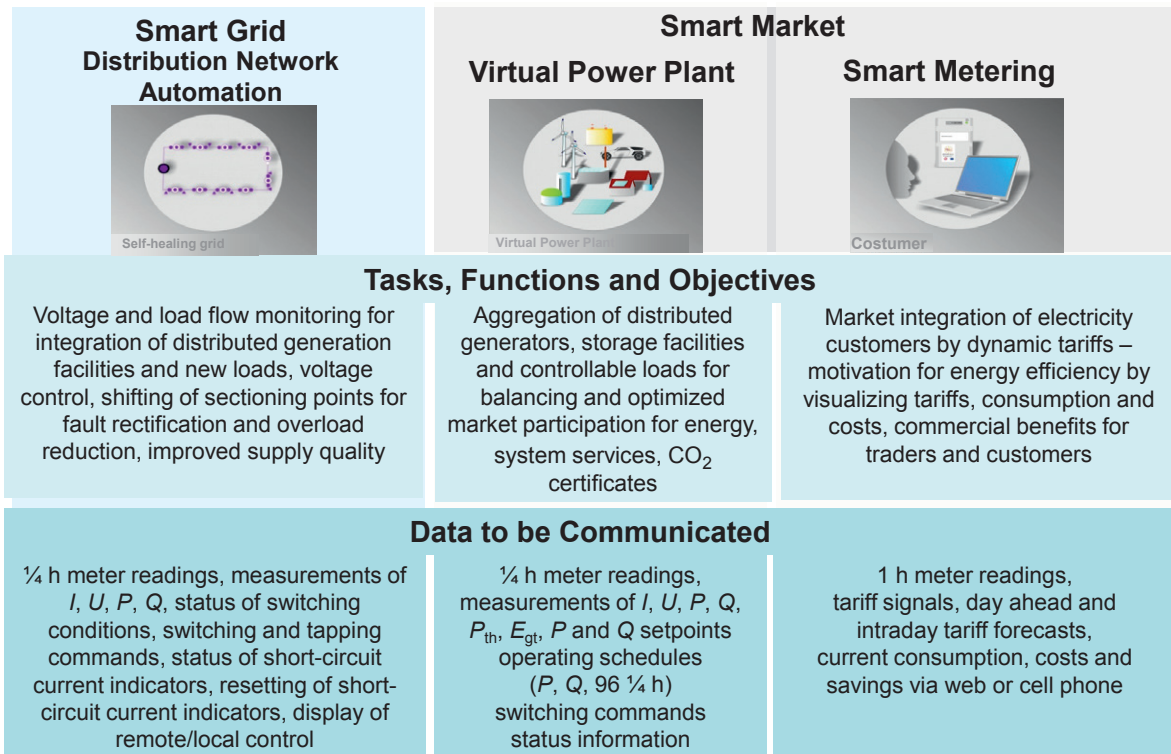 Smart Grid
Distribution Network
Automation
Self-healing grid
Smart Market
Virtual Power Plant
Virtual Power Plant
Smart Metering
Costumer
Tasks, Functions and Objectives
Voltage and load flow monitoring for
integration of distributed generation
facilities and new loads, voltage
control, shifting of sectioning points for
fault rectification and overload
reduction, improved supply quality
Aggregation of distributed
generators, storage facilities
and controllable loads for
balancing and optimized
market participation for energy,
system services, CO₂
certificates
Market integration of electricity
customers by dynamic tariffs –
motivation for energy efficiency by
visualizing tariffs, consumption and
costs, commercial benefits for
traders and customers
Data to be Communicated
¼ h meter readings, measurements of
I, U, P, Q, status of switching
conditions, switching and tapping
commands, status of short-circuit
current indicators, resetting of short-
circuit current indicators, display of
remote/local control
¼ h meter readings,
measurements of I, U, P, Q,
Pth, Egt, P and Q setpoints
operating schedules
(P, Q, 96 ¼ h)
switching commands
status information
1 h meter readings,
tariff signals, day ahead and
intraday tariff forecasts,
current consumption, costs and
savings via web or cell phone